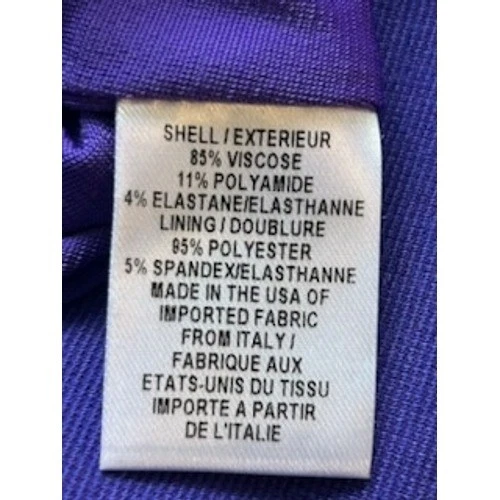 SHELL / EXTERIEUR
85% VISCOSE
11% POLYAMIDE
4% ELASTANE/ELASTHANNE
LINING / DOUBLURE
95% POLYESTER
5% SPANDEX/ELASTHANNE
MADE IN THE USA OF
IMPORTED FABRIC
FROM ITALY /
FABRIQUE AUX
ETATS-UNIS DU TISSU
IMPORTE A PARTIR
DE L'ITALIE